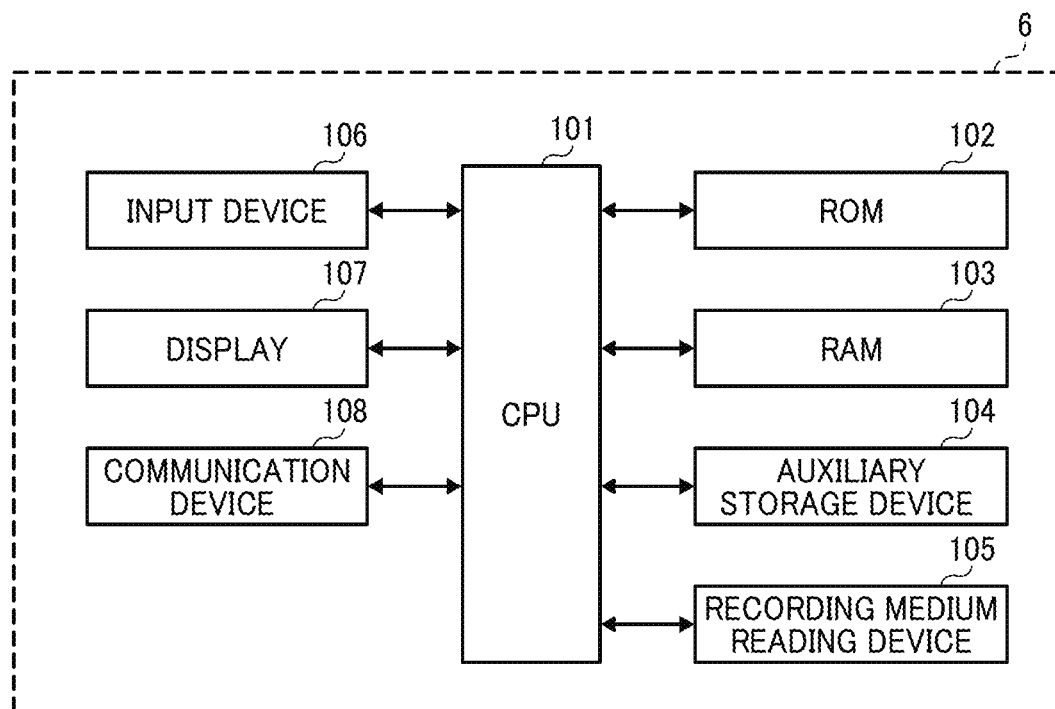 6
106
INPUT DEVICE
101
CPU
102
ROM
107
DISPLAY
103
RAM
108
COMMUNICATION
DEVICE
104
AUXILIARY
STORAGE DEVICE
105
RECORDING MEDIUM
READING DEVICE